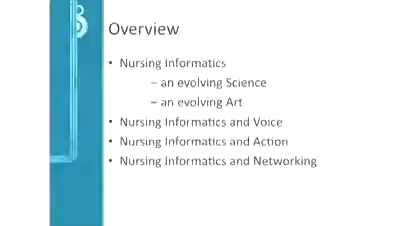 Overview
• Nursing Informatics
– an evolving Science
– an evolving Art
• Nursing Informatics and Voice
• Nursing Informatics and Action
• Nursing Informatics and Networking